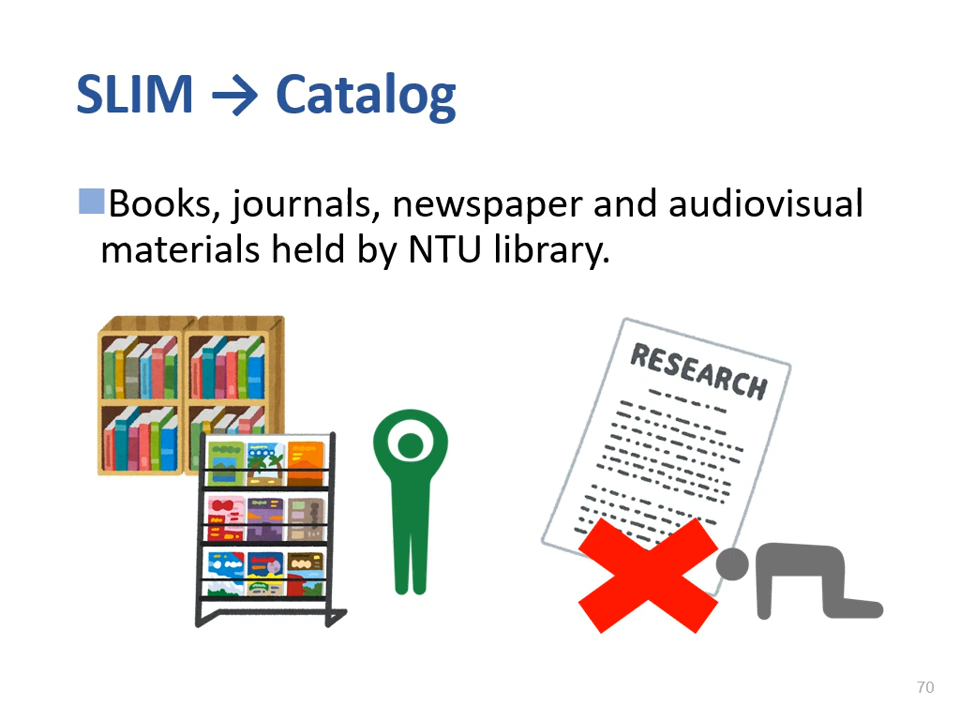 SLIM → Catalog
Books, journals, newspaper and audiovisual
materials held by NTU library.
RESEARCH
70